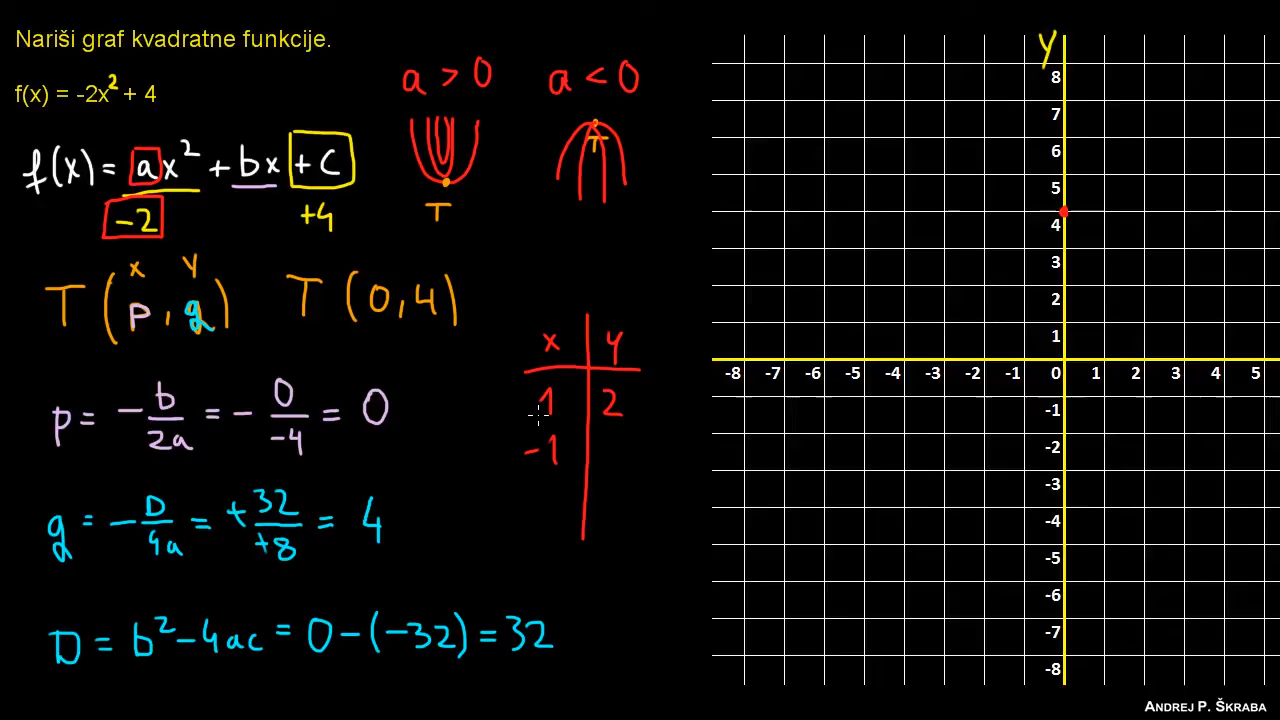 Nariši graf kvadratne funkcije.
f(x) = -2x² + 4
f(x) = ax² + bx + c
-2 +4
a > 0 a < 0
T T
x y
T (p, q) T (0, 4)
p = -b/2a = -0/-4 = 0
q = -D/4a = +32/+8 = 4
D = b² - 4ac = 0 - (-32) = 32
x y
1 2
-1
y
8
7
6
5
4
3
2
1
-8 -7 -6 -5 -4 -3 -2 -1 0 1 2 3 4 5
-1
-2
-3
-4
-5
-6
-7
-8
ANDREJ P. ŠKRABA